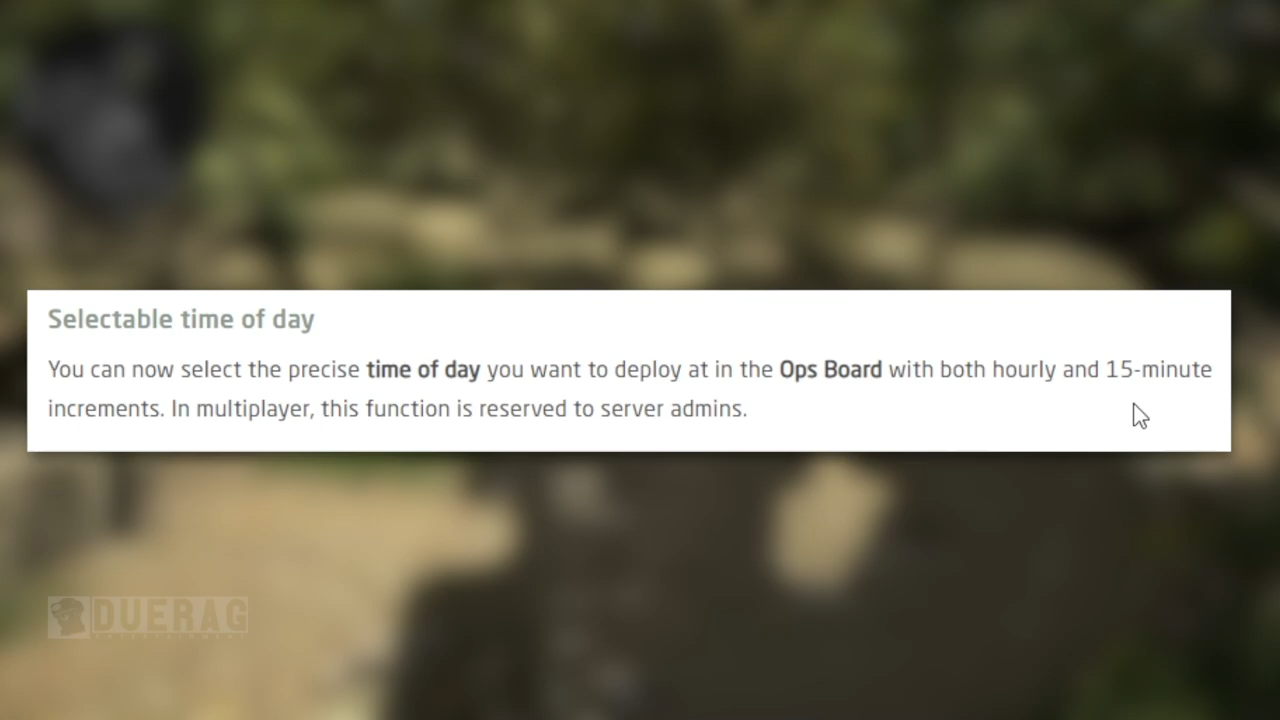 Selectable time of day
You can now select the precise time of day you want to deploy at in the Ops Board with both hourly and 15-minute
increments. In multiplayer, this function is reserved to server admins.
DUERAG
ENTERTAINMENT